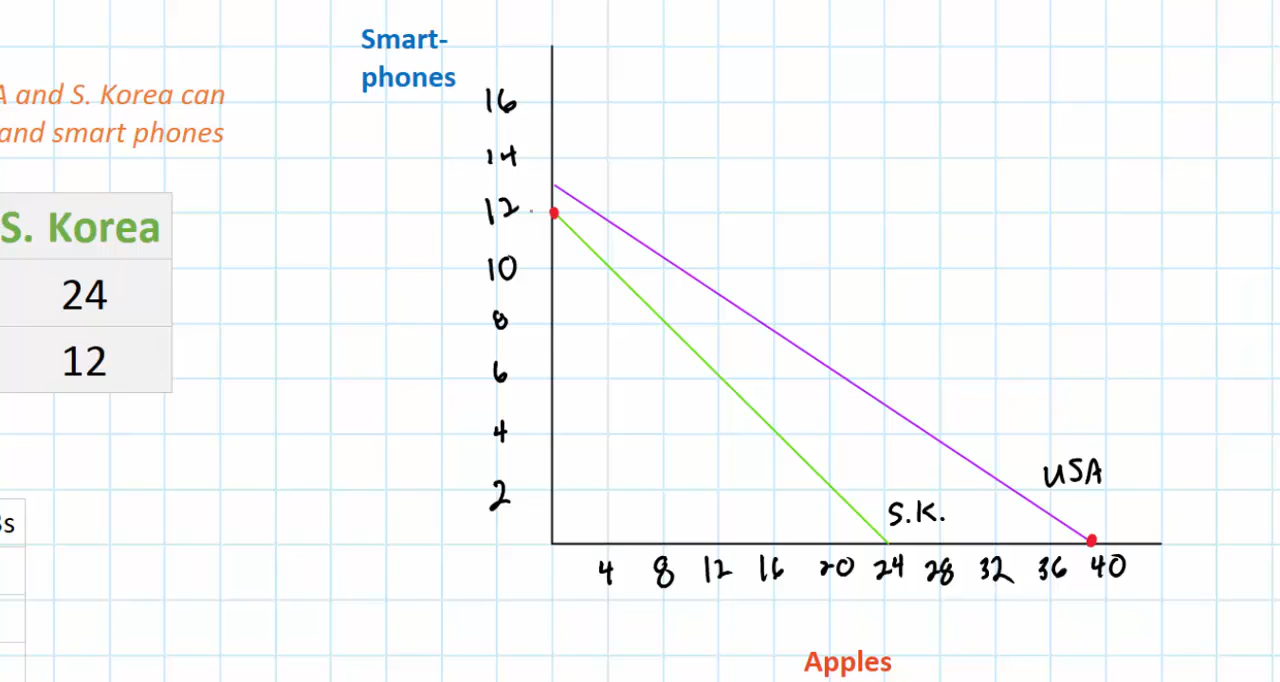 Smart-
phones
A and S. Korea can
and smart phones
S. Korea
24
12
3s
16
14
12
10
8
6
4
2
USA
S.K.
4 8 12 16 20 24 28 32 36 40
Apples